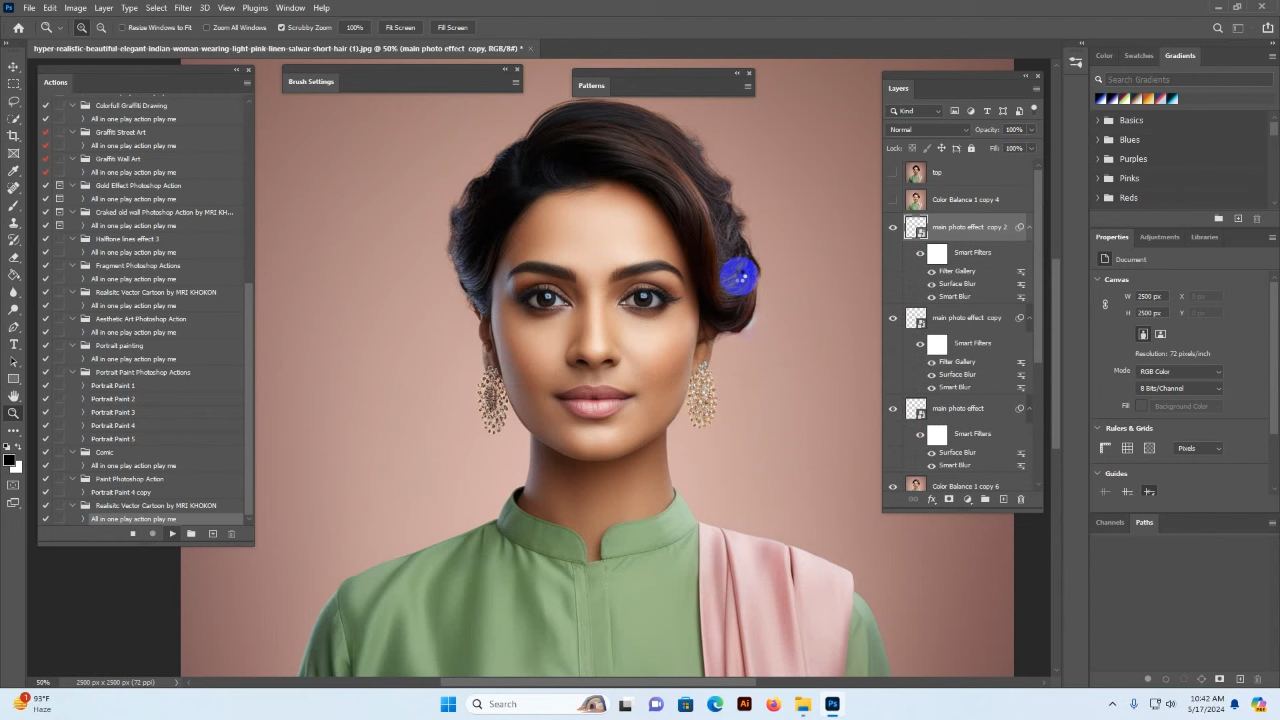 File Edit Image Layer Type Select Filter 3D View Plugins Window Help
Resize Windows to Fit Zoom All Windows Scrubby Zoom 100% Fit Screen Fill Screen
hyper-realistic-beautiful-elegant-indian-woman-wearing-light-pink-linen-salwar-short-hair (1).jpg @ 50% (main photo effect copy, RGB/8#) *
Actions
Colorfull Graffiti Drawing
All in one play action play me
Graffiti Street Art
All in one play action play me
Graffiti Wall Art
All in one play action play me
Gold Effect Photoshop Action
All in one play action play me
Craked old wall Photoshop Action by MRI KH...
All in one play action play me
Halftone lines effect 3
All in one play action play me
Fragment Photoshop Actions
All in one play action play me
Realisitc Vector Cartoon by MRI KHOKON
All in one play action play me
Aesthetic Art Photoshop Action
All in one play action play me
Portrait painting
All in one play action play me
Portrait Paint Photoshop Actions
Portrait Paint 1
Portrait Paint 2
Portrait Paint 3
Portrait Paint 4
Portrait Paint 5
Comic
All in one play action play me
Paint Photoshop Action
Portrait Paint 4 copy
Realisitc Vector Cartoon by MRI KHOKON
All in one play action play me
Brush Settings
Patterns
Layers
Kind
Normal Opacity: 100%
Lock: Fill: 100%
top
Color Balance 1 copy 4
main photo effect copy 2
Smart Filters
Filter Gallery
Surface Blur
Smart Blur
main photo effect copy
Smart Filters
Filter Gallery
Surface Blur
Smart Blur
main photo effect
Smart Filters
Surface Blur
Smart Blur
Color Balance 1 copy 6
Color Swatches Gradients
Search Gradients
Basics
Blues
Purples
Pinks
Reds
Properties Adjustments Libraries
Document
Canvas
W 2500 px X 0 px
H 2500 px Y 0 px
Resolution: 72 pixels/inch
Mode RGB Color
8 Bits/Channel
Fill Background Color
Rulers & Grids
Pixels
Guides
Channels Paths
50% 2500 px x 2500 px (72 ppi)
1
93°F
Haze
Search
10:42 AM
5/17/2024